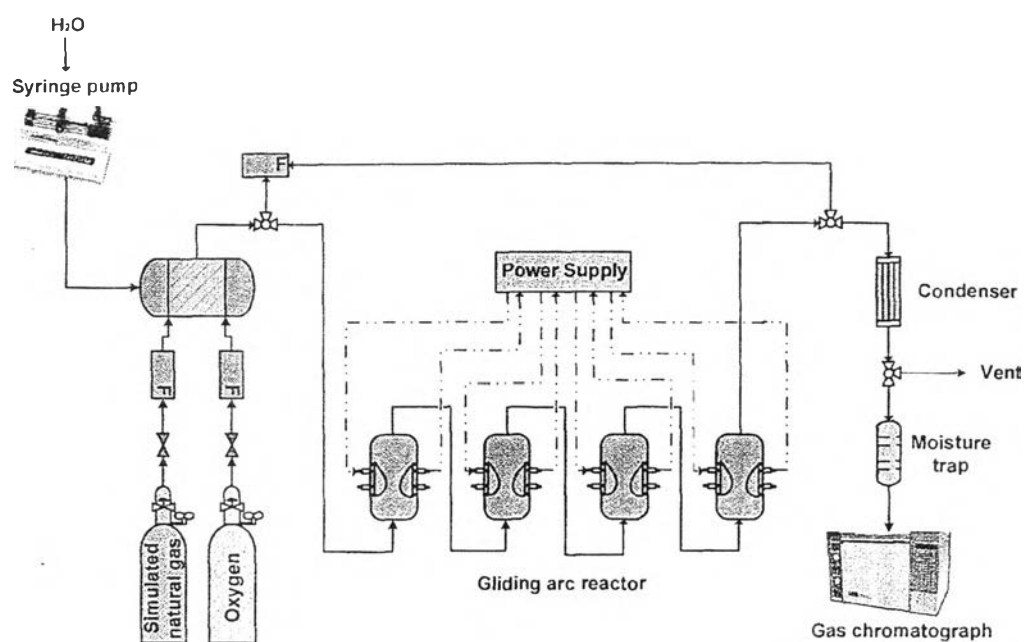 H₂O
Syringe pump
F
Power Supply
Condenser
Vent
F
F
Moisture
trap
Simulated
natural gas
Oxygen
Gliding arc reactor
Gas chromatograph